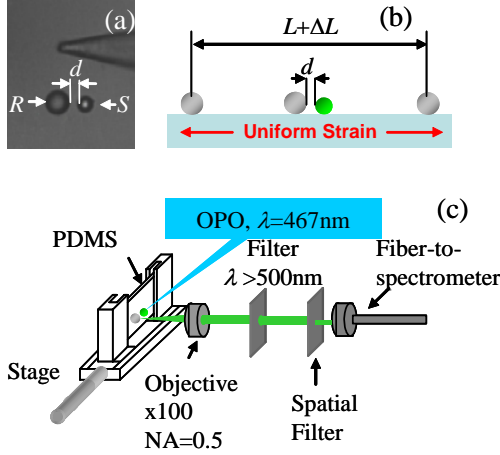 (a)
d
R
S
(b)
L+ΔL
d
Uniform Strain
(c)
OPO, λ=467nm
PDMS
Filter
λ >500nm
Fiber-to-
spectrometer
Stage
Objective
x100
NA=0.5
Spatial
Filter